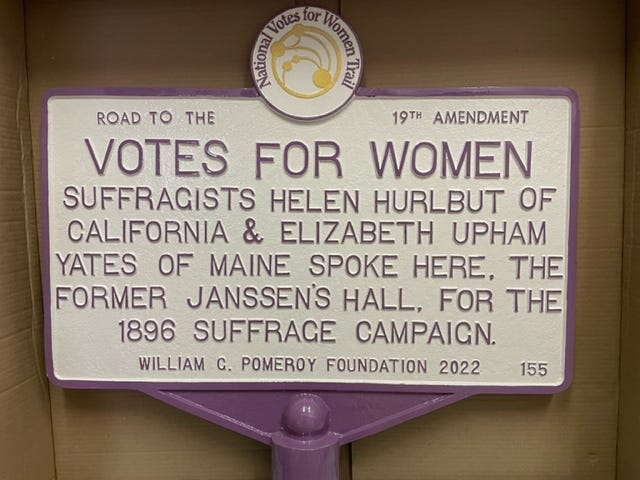 National Votes for Women Trail
ROAD TO THE 19TH AMENDMENT
VOTES FOR WOMEN
SUFFRAGISTS HELEN HURLBUT OF
CALIFORNIA & ELIZABETH UPHAM
YATES OF MAINE SPOKE HERE, THE
FORMER JANSSEN'S HALL, FOR THE
1896 SUFFRAGE CAMPAIGN.
WILLIAM G. POMEROY FOUNDATION 2022 155